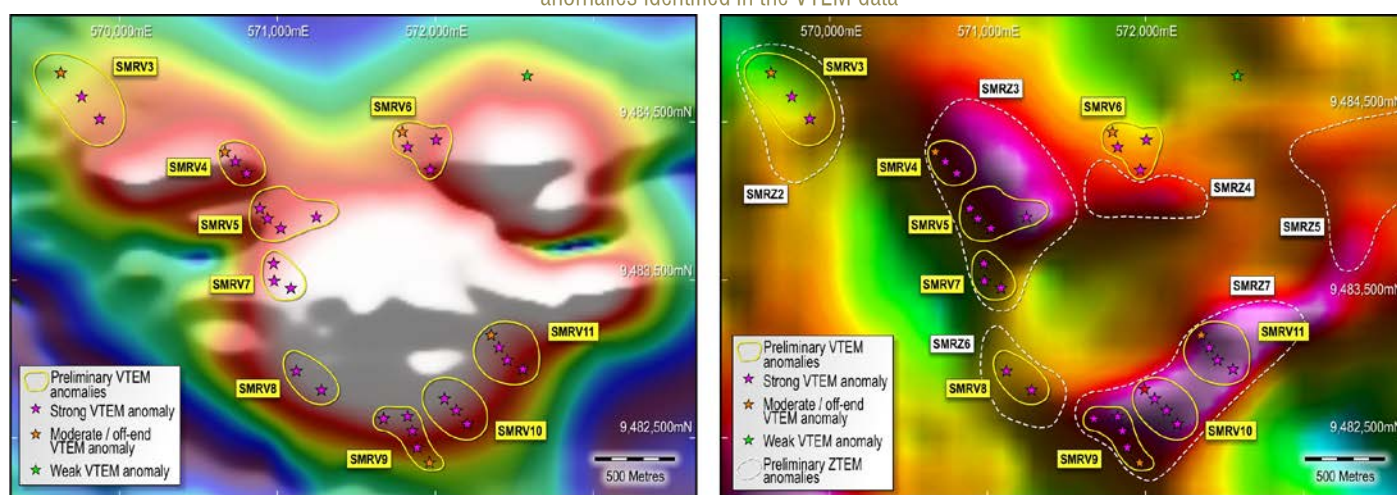 anomalies identified in the VTEM data
570,000mE
571,000mE
572,000mE
SMRV3
SMRV6
9,484,500mN
SMRV4
SMRV5
SMRV7
9,483,500mN
SMRV11
SMRV8
Preliminary VTEM
anomalies
Strong VTEM anomaly
Moderate / off-end
VTEM anomaly
Weak VTEM anomaly
SMRV10
9,482,500mN
SMRV9
500 Metres
570,000mE
571,000mE
572,000mE
SMRV3
SMRZ3
SMRV6
9,484,500mN
SMRV4
SMRZ2
SMRZ4
SMRV5
SMRZ5
SMRV7
9,483,500mN
SMRZ7
SMRV11
SMRZ6
SMRV8
Preliminary VTEM
anomalies
Strong VTEM anomaly
Moderate / off-end
VTEM anomaly
Weak VTEM anomaly
Preliminary ZTEM
anomalies
SMRV10
9,482,500mN
SMRV9
500 Metres